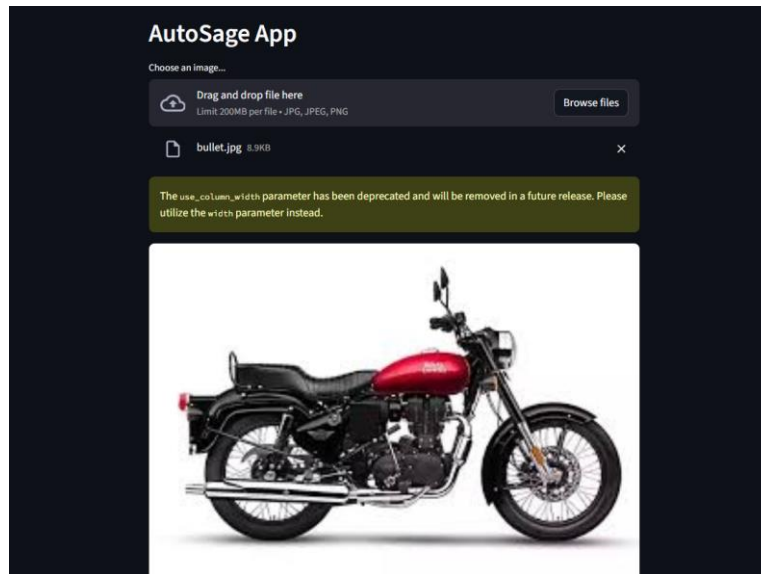 AutoSage App
Choose an image...
Drag and drop file here
Limit 200MB per file • JPG, JPEG, PNG
Browse files
bullet.jpg 8.9KB
The use_column_width parameter has been deprecated and will be removed in a future release. Please
utilize the width parameter instead.